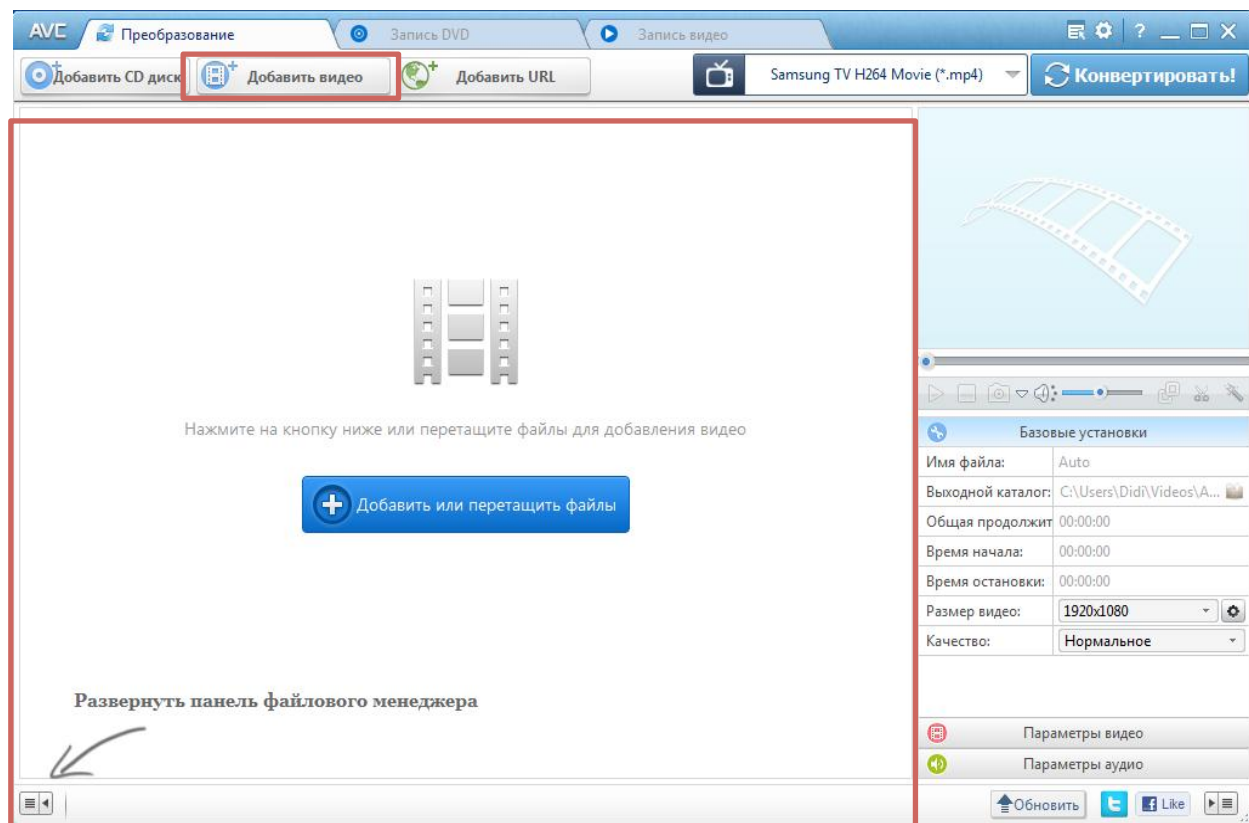 AVC Преобразование Запись DVD Запись видео ?
Добавить CD диск Добавить видео Добавить URL Samsung TV H264 Movie (*.mp4) Конвертировать!
Нажмите на кнопку ниже или перетащите файлы для добавления видео
Добавить или перетащить файлы
Развернуть панель файлового менеджера
Базовые установки
Имя файла: Auto
Выходной каталог: C:\Users\Didi\Videos\A...
Общая продолжит 00:00:00
Время начала: 00:00:00
Время остановки: 00:00:00
Размер видео: 1920x1080
Качество: Нормальное
Параметры видео
Параметры аудио
Обновить Like